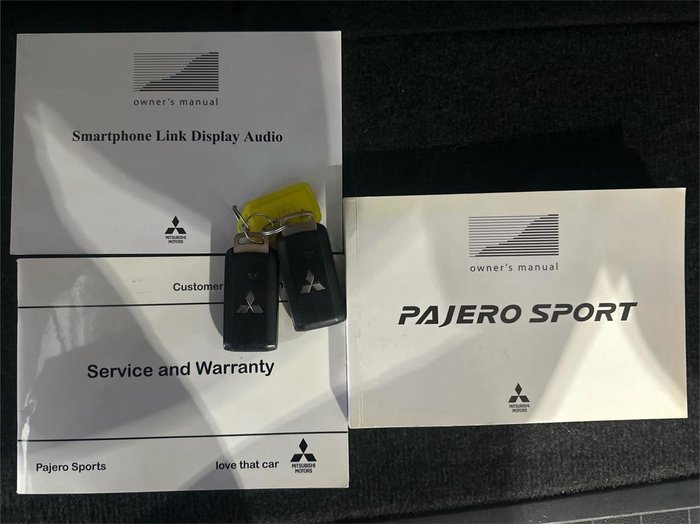 owner's manual
Smartphone Link Display Audio
MITSUBISHI
MOTORS
Customer
Service and Warranty
Pajero Sports
love that car
MITSUBISHI
MOTORS
owner's manual
PAJERO SPORT
MITSUBISHI
MOTORS